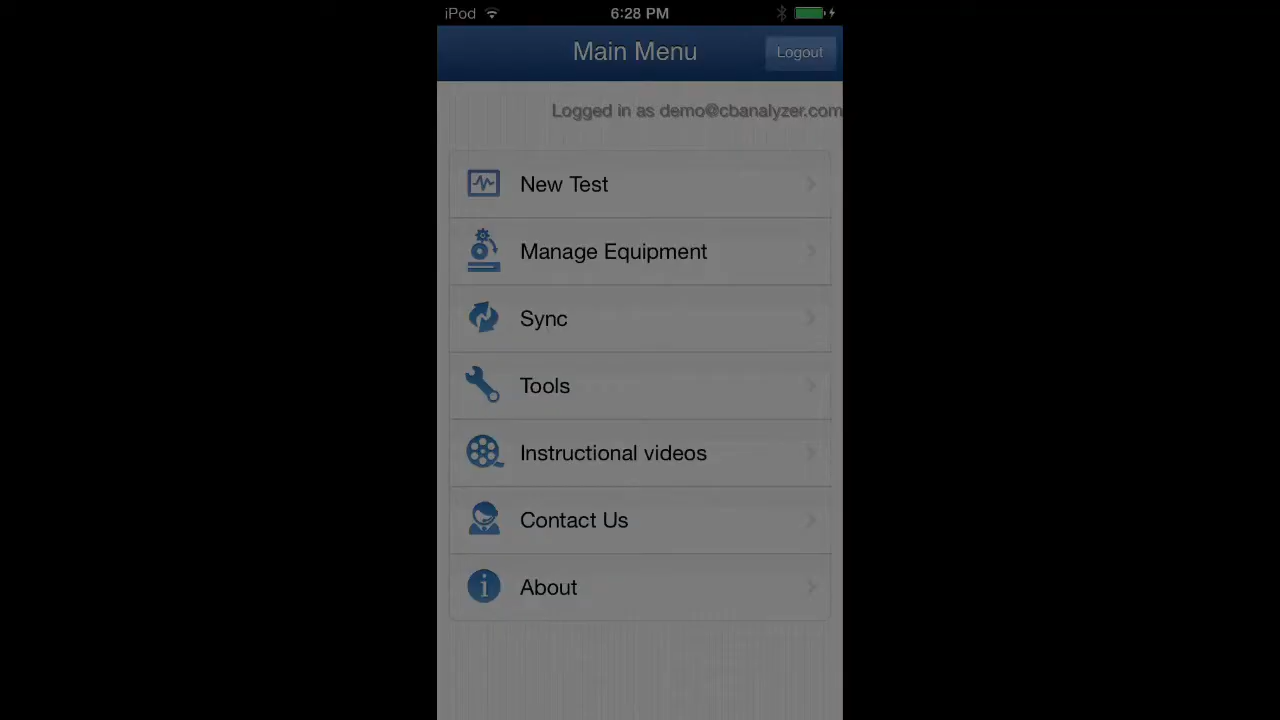 iPod 6:28 PM
Main Menu
Logout
Logged in as demo@cbanalyzer.com
New Test
Manage Equipment
Sync
Tools
Instructional videos
Contact Us
About